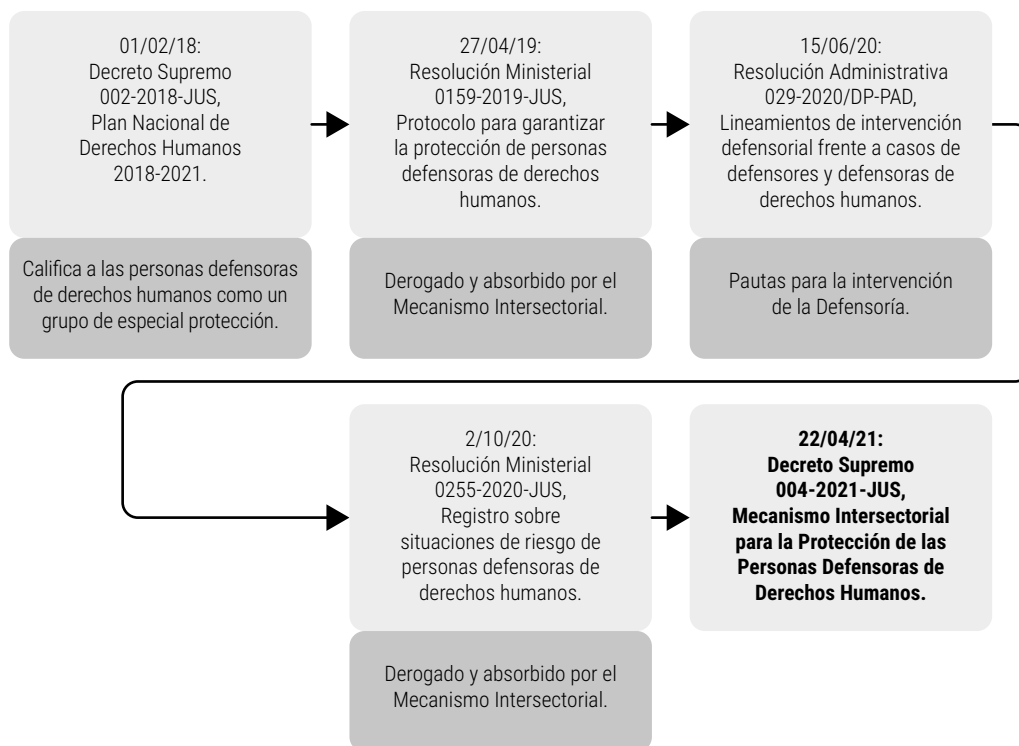 01/02/18:
Decreto Supremo
002-2018-JUS,
Plan Nacional de
Derechos Humanos
2018-2021.
Califica a las personas defensoras
de derechos humanos como un
grupo de especial protección.
27/04/19:
Resolución Ministerial
0159-2019-JUS,
Protocolo para garantizar
la protección de personas
defensoras de derechos
humanos.
Derogado y absorbido por el
Mecanismo Intersectorial.
15/06/20:
Resolución Administrativa
029-2020/DP-PAD,
Lineamientos de intervención
defensorial frente a casos de
defensores y defensoras de
derechos humanos.
Pautas para la intervención
de la Defensoría.
2/10/20:
Resolución Ministerial
0255-2020-JUS,
Registro sobre
situaciones de riesgo de
personas defensoras de
derechos humanos.
Derogado y absorbido por el
Mecanismo Intersectorial.
22/04/21:
Decreto Supremo
004-2021-JUS,
Mecanismo Intersectorial
para la Protección de las
Personas Defensoras de
Derechos Humanos.